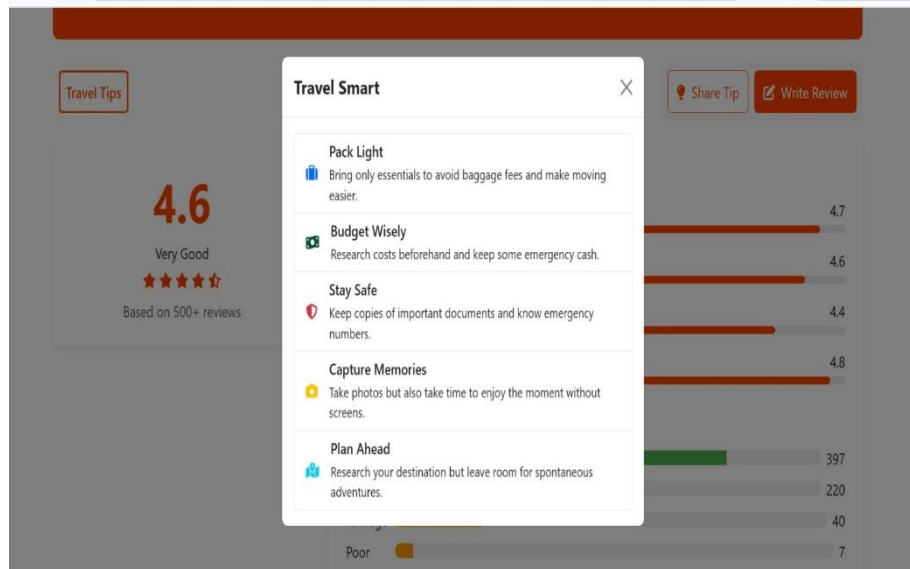 Travel Tips
Travel Smart
X
Share Tip
Write Review
Pack Light
Bring only essentials to avoid baggage fees and make moving
easier.
Budget Wisely
Research costs beforehand and keep some emergency cash.
Stay Safe
Keep copies of important documents and know emergency
numbers.
Capture Memories
Take photos but also take time to enjoy the moment without
screens.
Plan Ahead
Research your destination but leave room for spontaneous
adventures.
4.6
Very Good
Based on 500+ reviews
4.7
4.6
4.4
4.8
397
220
40
Poor
7